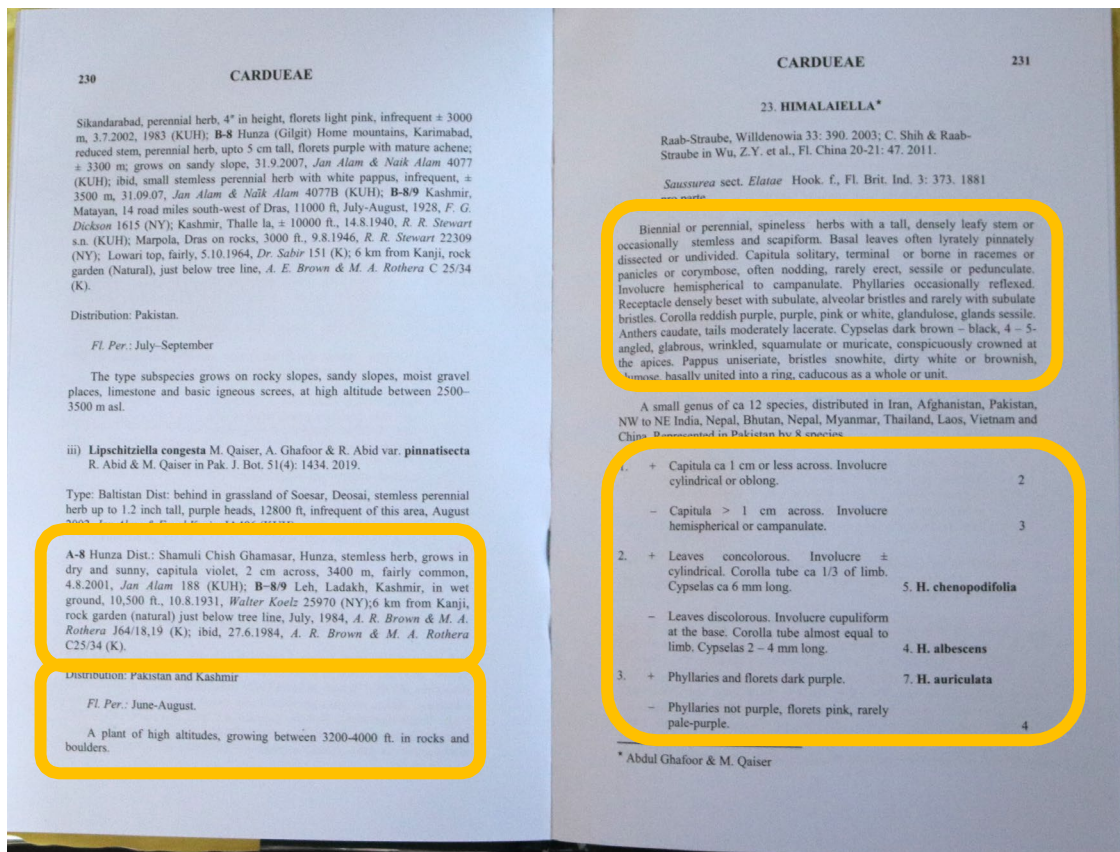 230
CARDUEAE
Sikandarabad, perennial herb, 4" in height, florets light pink, infrequent ± 3000
m, 3.7.2002, 1983 (KUH); B-8 Hunza (Gilgit) Home mountains, Karimabad,
reduced stem, perennial herb, upto 5 cm tall, florets purple with mature achene;
± 3300 m; grows on sandy slope, 31.9.2007, Jan Alam & Naik Alam 4077
(KUH); ibid, small stemless perennial herb with white pappus, infrequent, ±
3500 m, 31.09.07, Jan Alam & Naik Alam 4077B (KUH); B-8/9 Kashmir,
Matayan, 14 road miles south-west of Dras, 11000 ft, July-August, 1928, F. G.
Dickson 1615 (NY); Kashmir, Thalle la, ± 10000 ft., 14.8.1940, R. R. Stewart
s.n. (KUH); Marpola, Dras on rocks, 3000 ft., 9.8.1946, R. R. Stewart 22309
(NY); Lowari top, fairly, 5.10.1964, Dr. Sabir 151 (K); 6 km from Kanji, rock
garden (Natural), just below tree line, A. E. Brown & M. A. Rothera C 25/34
(K).
Distribution: Pakistan.
Fl. Per.: July–September
The type subspecies grows on rocky slopes, sandy slopes, moist gravel
places, limestone and basic igneous screes, at high altitude between 2500–
3500 m asl.
iii) Lipschitziella congesta M. Qaiser, A. Ghafoor & R. Abid var. pinnatisecta
R. Abid & M. Qaiser in Pak. J. Bot. 51(4): 1434. 2019.
Type: Baltistan Dist: behind in grassland of Soesar, Deosai, stemless perennial
herb up to 1.2 inch tall, purple heads, 12800 ft, infrequent of this area, August
A-8 Hunza Dist.: Shamuli Chish Ghamasar, Hunza, stemless herb, grows in
dry and sunny, capitula violet, 2 cm across, 3400 m, fairly common,
4.8.2001, Jan Alam 188 (KUH); B–8/9 Leh, Ladakh, Kashmir, in wet
ground, 10,500 ft., 10.8.1931, Walter Koelz 25970 (NY);6 km from Kanji,
rock garden (natural) just below tree line, July, 1984, A. R. Brown & M. A.
Rothera J64/18,19 (K); ibid, 27.6.1984, A. R. Brown & M. A. Rothera
C25/34 (K).
Distribution: Pakistan and Kashmir
Fl. Per.: June-August.
A plant of high altitudes, growing between 3200-4000 ft. in rocks and
boulders.
CARDUEAE
231
23. HIMALAIELLA*
Raab-Straube, Willdenowia 33: 390. 2003; C. Shih & Raab-
Straube in Wu, Z.Y. et al., Fl. China 20-21: 47. 2011.
Saussurea sect. Elatae Hook. f., Fl. Brit. Ind. 3: 373. 1881
pro parte.
Biennial or perennial, spineless herbs with a tall, densely leafy stem or
occasionally stemless and scapiform. Basal leaves often lyrately pinnately
dissected or undivided. Capitula solitary, terminal or borne in racemes or
panicles or corymbose, often nodding, rarely erect, sessile or pedunculate.
Involucre hemispherical to campanulate. Phyllaries occasionally reflexed.
Receptacle densely beset with subulate, alveolar bristles and rarely with subulate
bristles. Corolla reddish purple, purple, pink or white, glandulose, glands sessile.
Anthers caudate, tails moderately lacerate. Cypselas dark brown – black, 4 – 5-
angled, glabrous, wrinkled, squamulate or muricate, conspicuously crowned at
the apices. Pappus uniseriate, bristles snowhite, dirty white or brownish,
plumose, basally united into a ring, caducous as a whole or unit.
A small genus of ca 12 species, distributed in Iran, Afghanistan, Pakistan,
NW to NE India, Nepal, Bhutan, Nepal, Myanmar, Thailand, Laos, Vietnam and
China. Represented in Pakistan by 8 species.
1. + Capitula ca 1 cm or less across. Involucre
cylindrical or oblong. 2
– Capitula > 1 cm across. Involucre
hemispherical or campanulate. 3
2. + Leaves concolorous. Involucre ±
cylindrical. Corolla tube ca 1/3 of limb.
Cypselas ca 6 mm long. 5. H. chenopodifolia
– Leaves discolorous. Involucre cupuliform
at the base. Corolla tube almost equal to
limb. Cypselas 2 – 4 mm long. 4. H. albescens
3. + Phyllaries and florets dark purple. 7. H. auriculata
– Phyllaries not purple, florets pink, rarely
pale-purple. 4
* Abdul Ghafoor & M. Qaiser